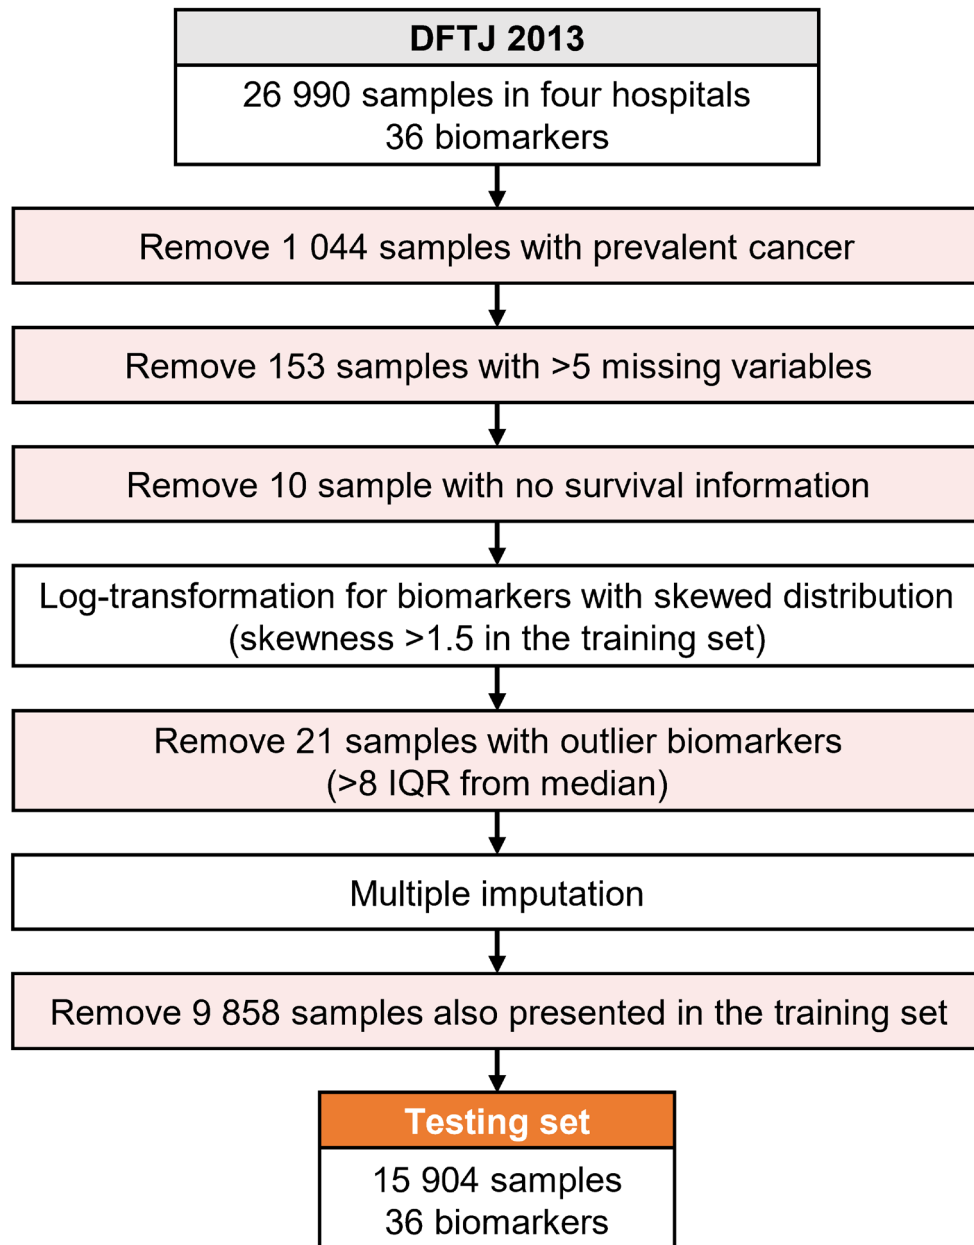 DFTJ 2013
26 990 samples in four hospitals
36 biomarkers
Remove 1 044 samples with prevalent cancer
Remove 153 samples with >5 missing variables
Remove 10 sample with no survival information
Log-transformation for biomarkers with skewed distribution
(skewness >1.5 in the training set)
Remove 21 samples with outlier biomarkers
(>8 IQR from median)
Multiple imputation
Remove 9 858 samples also presented in the training set
Testing set
15 904 samples
36 biomarkers